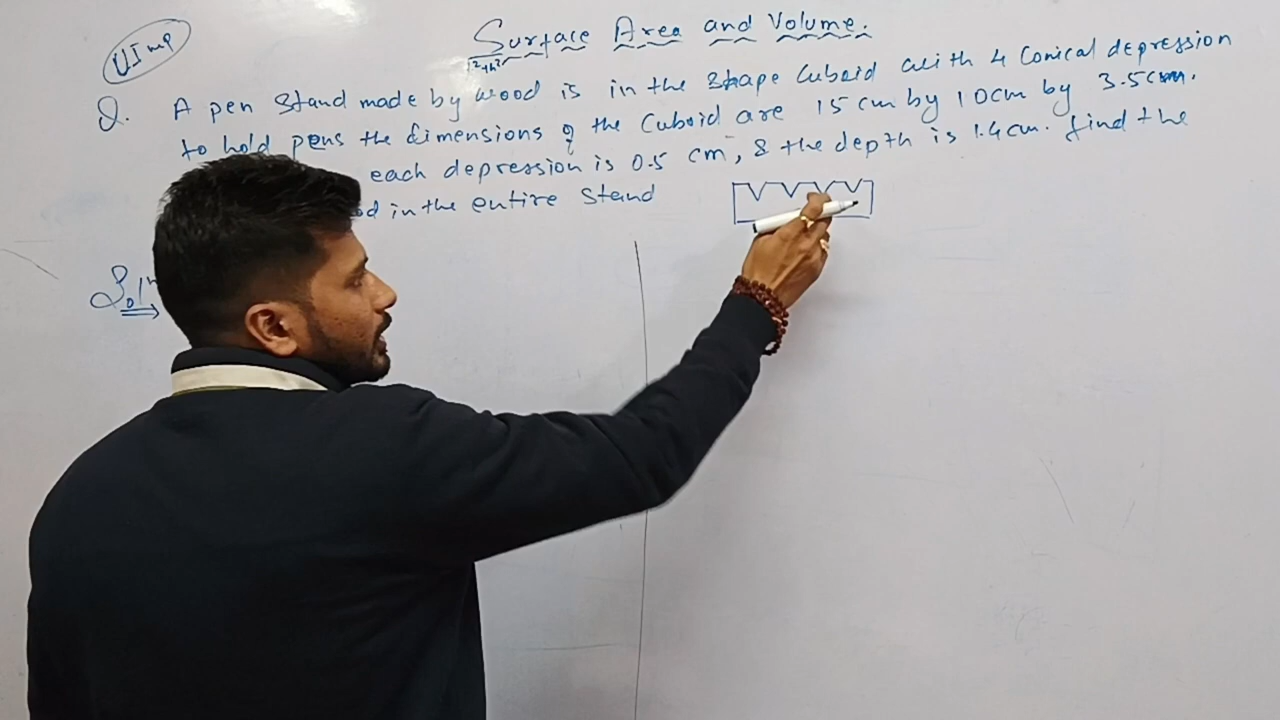 VImp
Surface Area and Volume.
Q. A pen Stand made by wood is in the Shape Cuboid with 4 Conical depression
to hold pens the dimensions of the Cuboid are 15 cm by 10cm by 3.5cm.
each depression is 0.5 cm, & the depth is 1.4cm. find the
in the entire Stand
Soln